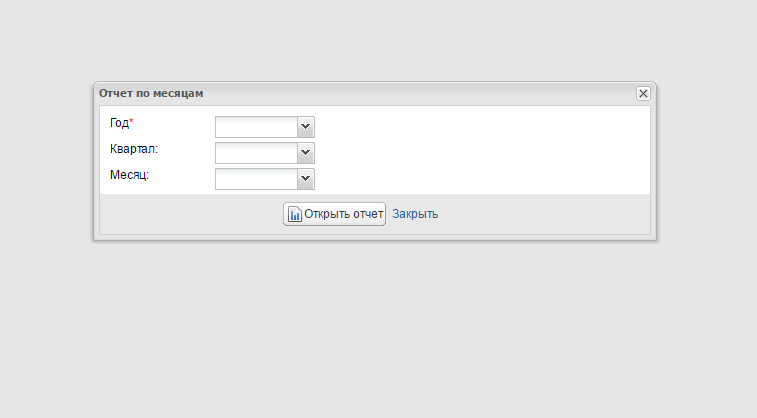 Отчет по месяцам
Год*
Квартал:
Месяц:
Открыть отчет Закрыть